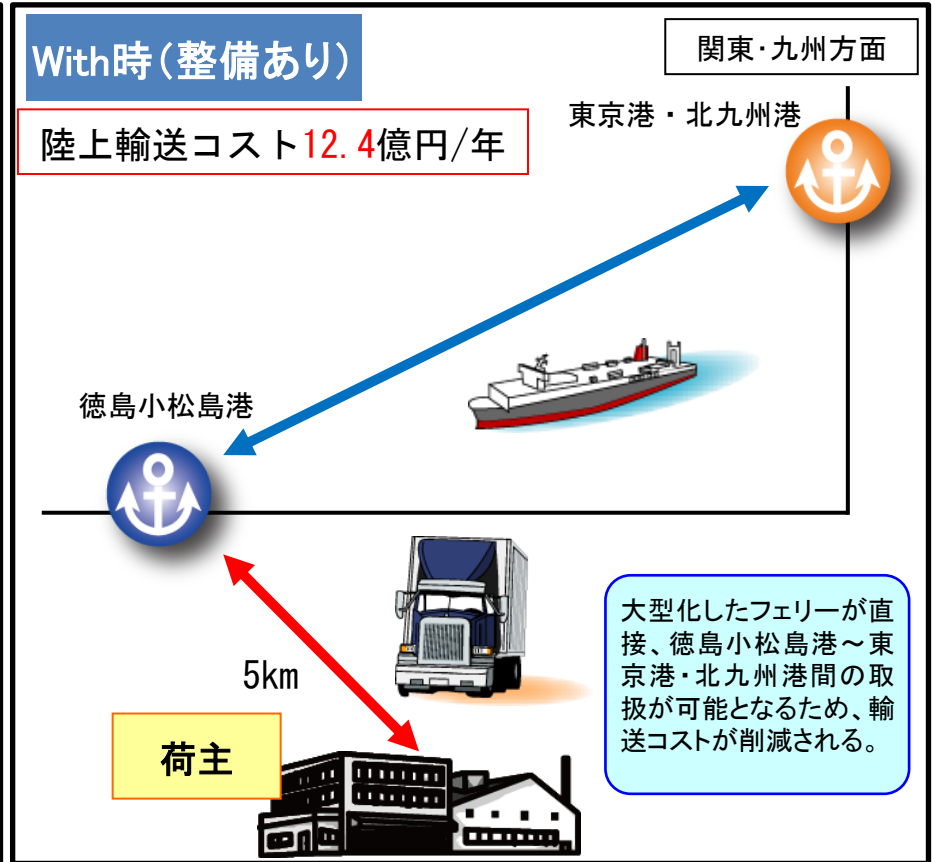 With時(整備あり)
関東・九州方面
陸上輸送コスト12.4億円/年
東京港・北九州港
徳島小松島港
5km
荷主
大型化したフェリーが直
接、徳島小松島港～東
京港・北九州港間の取
扱が可能となるため、輸
送コストが削減される。